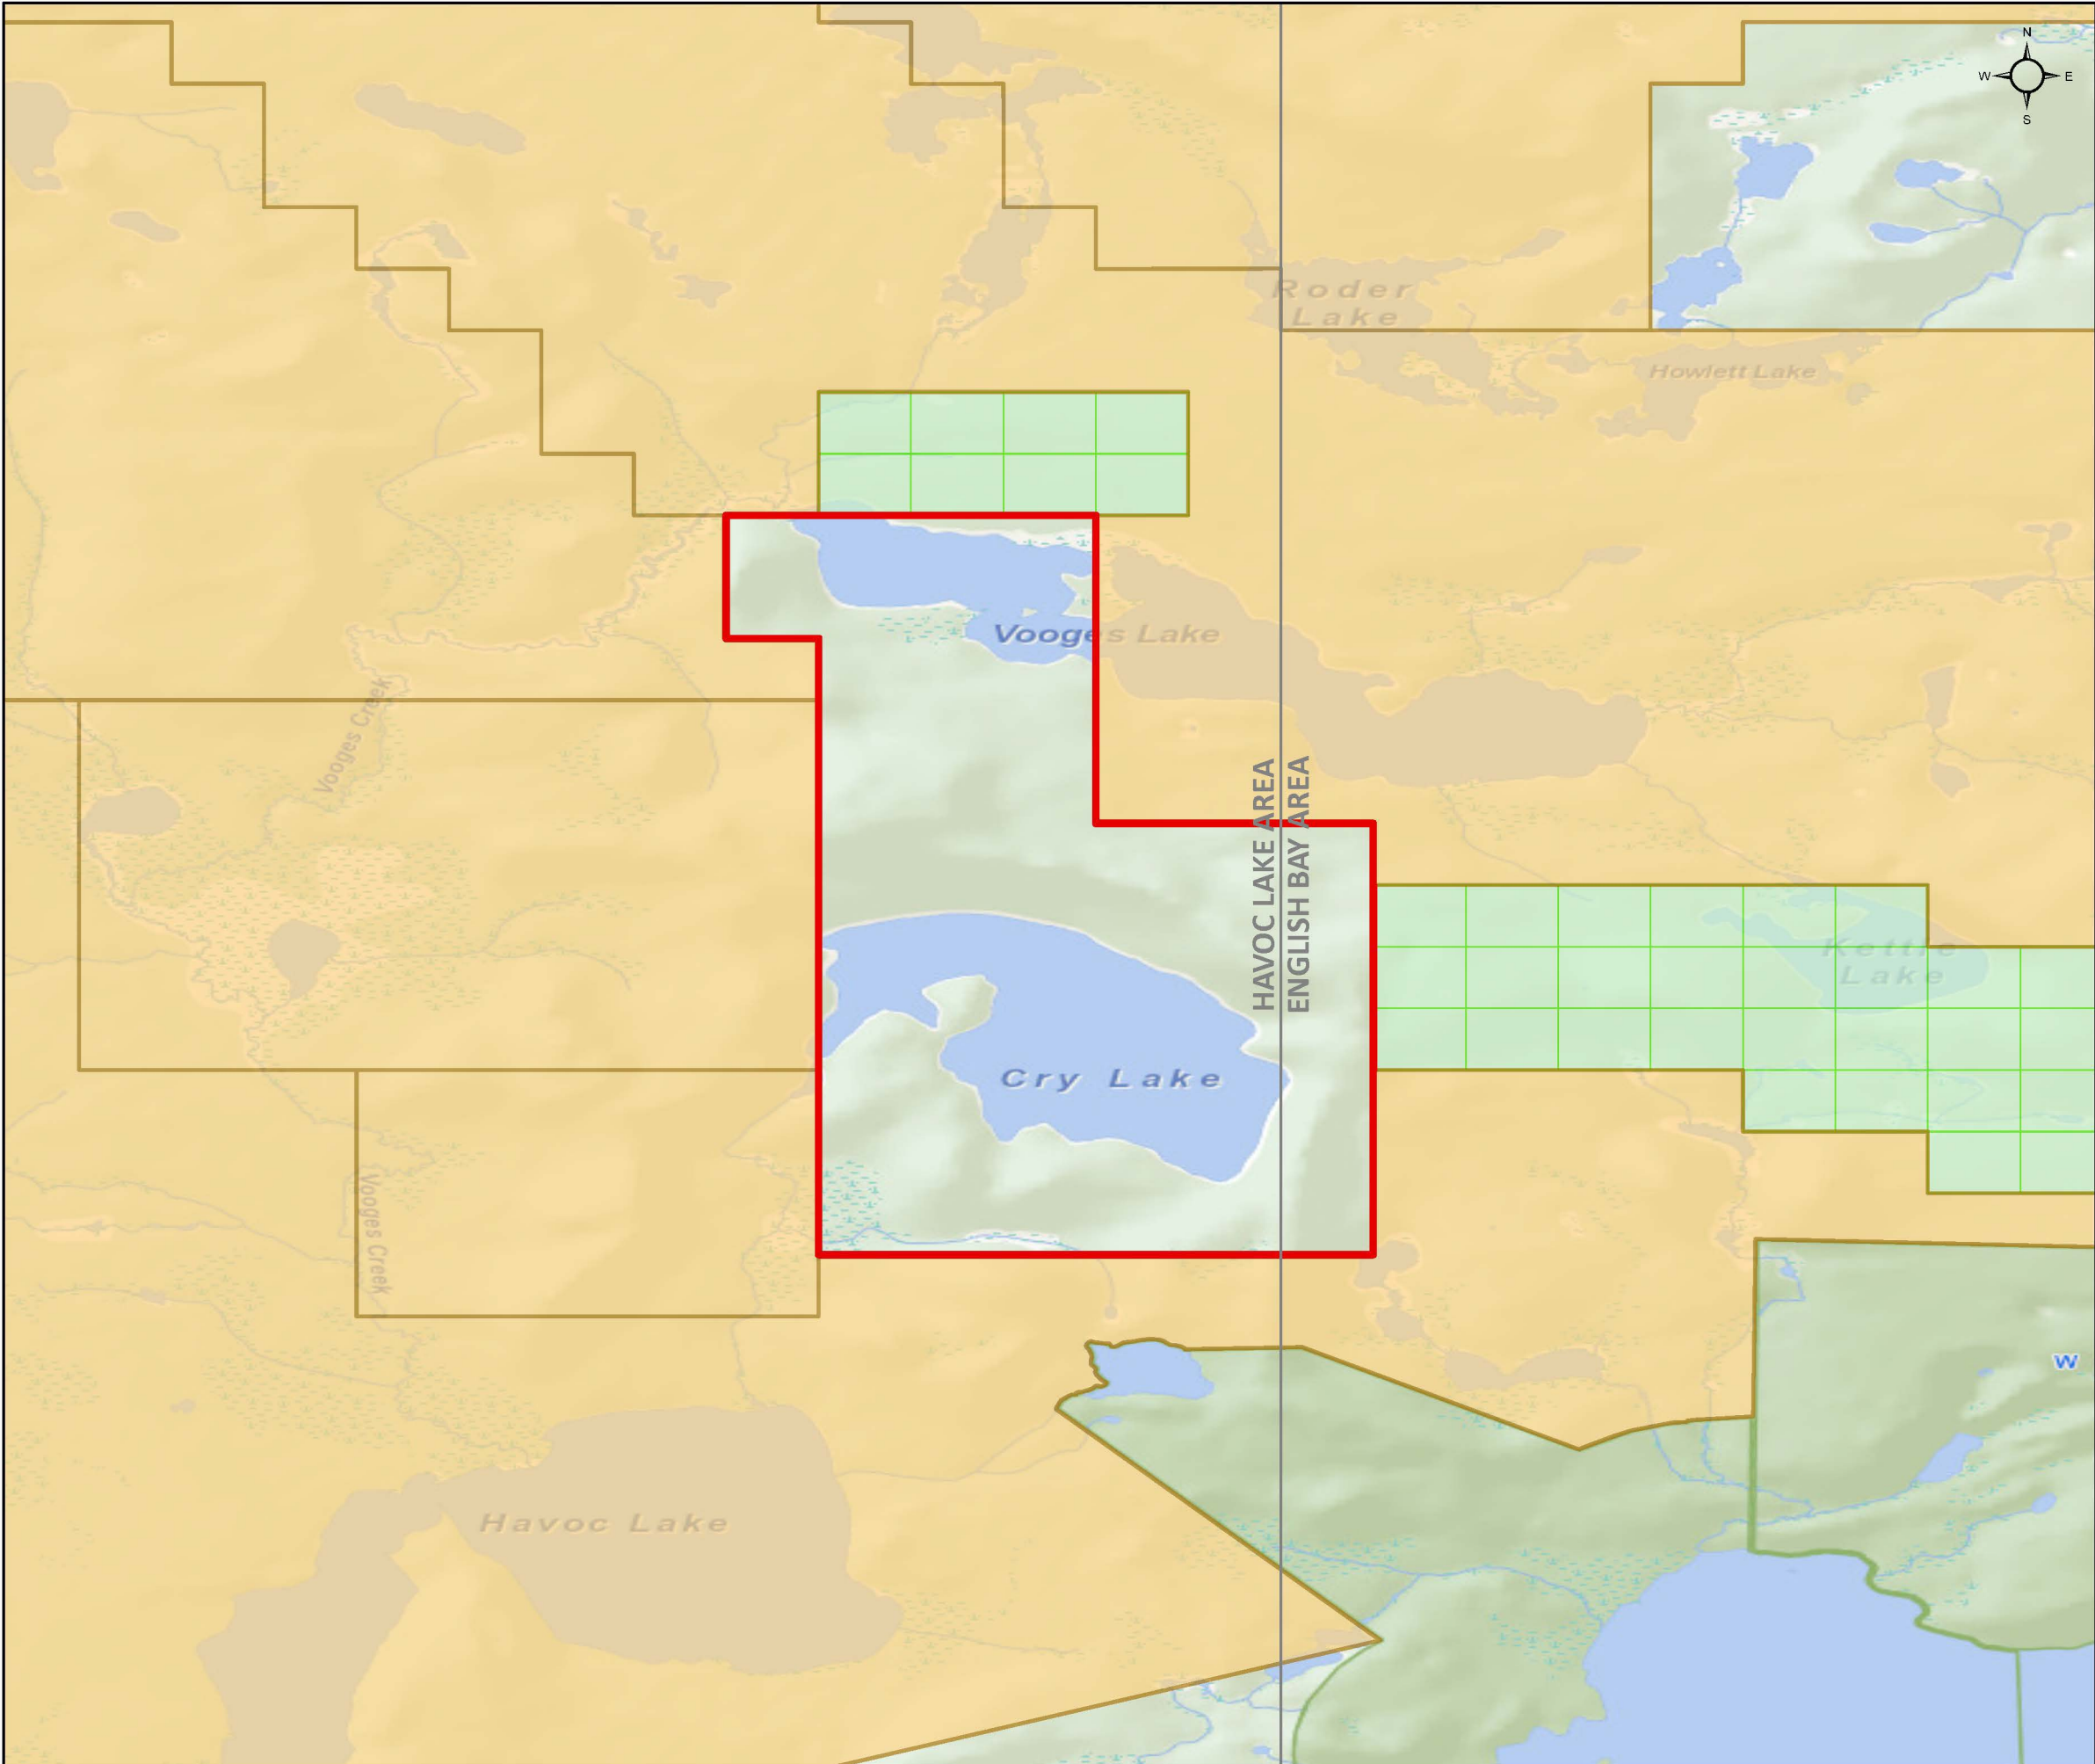 N
W E
S
Roder
Lake
Howlett Lake
Vooges Lake
Vooges Creek
HAVOC LAKE AREA
ENGLISH BAY AREA
Kettle
Lake
Cry Lake
Vooges Creek
W
Havoc Lake